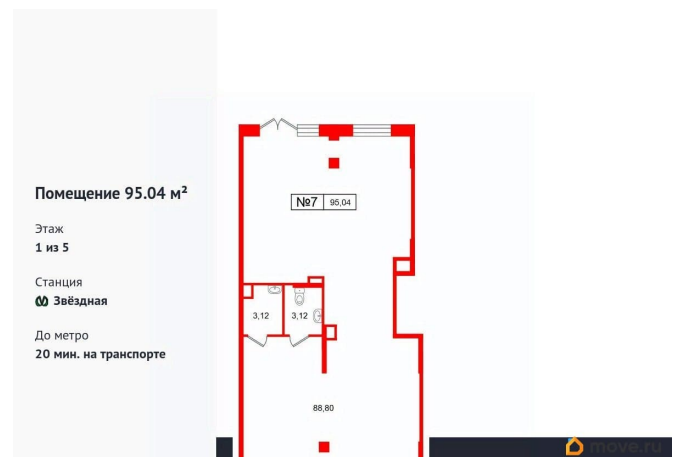 Помещение 95.04 м²
Этаж
1 из 5
Станция
Звёздная
До метро
20 мин. на транспорте
№7 95,04
3,12 3,12
88,80
move.ru